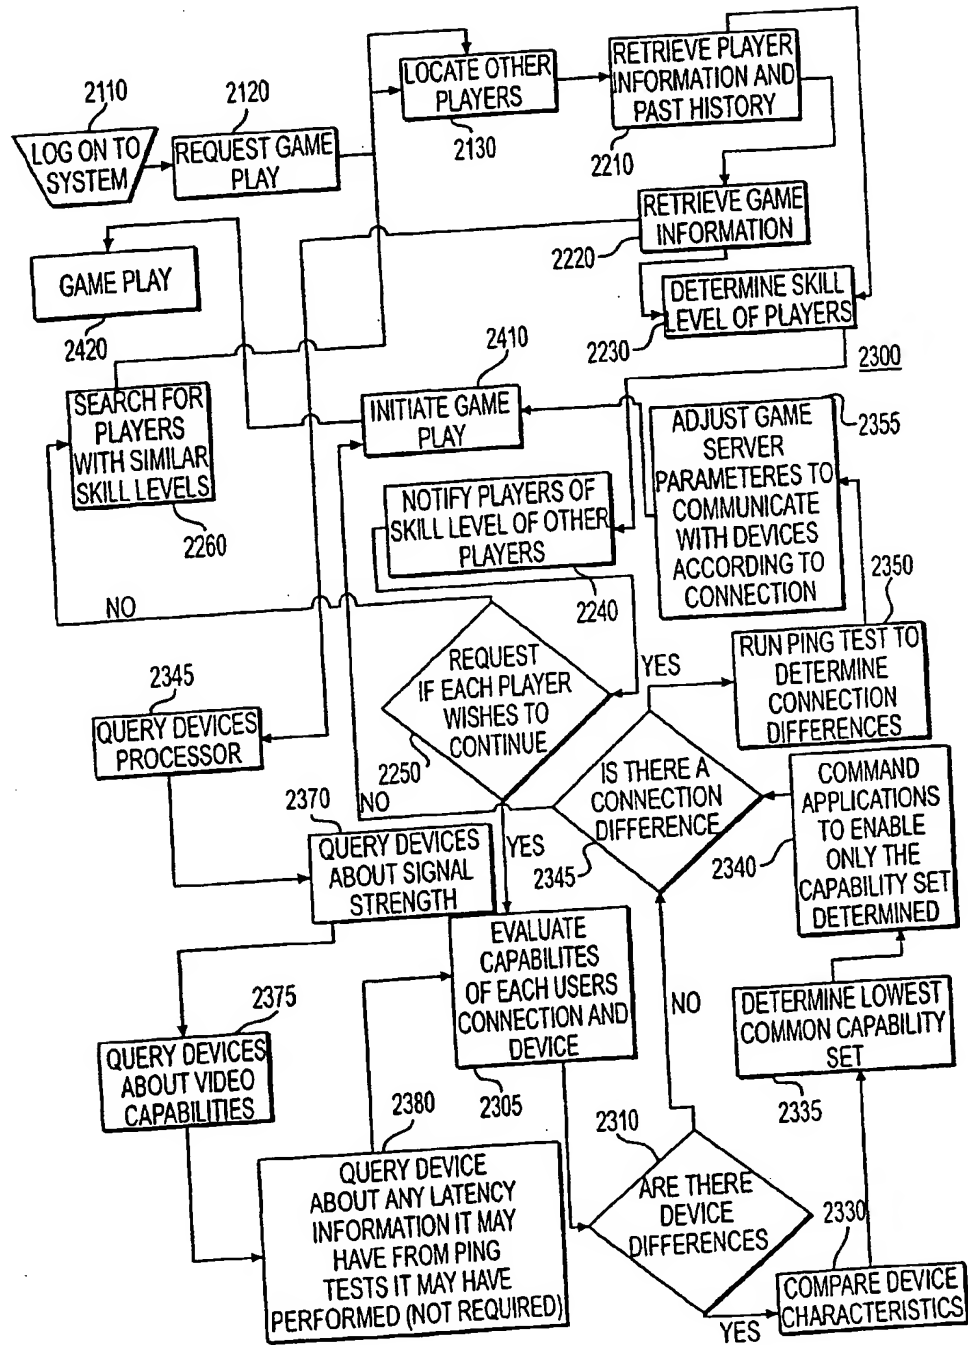 2110
LOG ON TO
SYSTEM
2120
REQUEST GAME
PLAY
LOCATE OTHER
PLAYERS
2130
RETRIEVE PLAYER
INFORMATION AND
PAST HISTORY
2210
RETRIEVE GAME
INFORMATION
2220
DETERMINE SKILL
LEVEL OF PLAYERS
2230
2300
GAME PLAY
2420
2410
INITIATE GAME
PLAY
SEARCH FOR
PLAYERS
WITH SIMILAR
SKILL LEVELS
2260
2355
ADJUST GAME
SERVER
PARAMETERES TO
COMMUNICATE
WITH DEVICES
ACCORDING TO
CONNECTION
NOTIFY PLAYERS OF
SKILL LEVEL OF OTHER
PLAYERS
2240
2350
RUN PING TEST TO
DETERMINE
CONNECTION
DIFFERENCES
NO
REQUEST
IF EACH PLAYER
WISHES TO
CONTINUE
2250
YES
YES
2345
QUERY DEVICES
PROCESSOR
IS THERE A
CONNECTION
DIFFERENCE
2345
NO
COMMAND
APPLICATIONS
TO ENABLE
ONLY THE
CAPABILITY SET
DETERMINED
2340
2370
QUERY DEVICES
ABOUT SIGNAL
STRENGTH
EVALUATE
CAPABILITES
OF EACH USERS
CONNECTION AND
DEVICE
2305
NO
DETERMINE LOWEST
COMMON CAPABILITY
SET
2335
2375
QUERY DEVICES
ABOUT VIDEO
CAPABILITIES
2380
QUERY DEVICE
ABOUT ANY LATENCY
INFORMATION IT MAY
HAVE FROM PING
TESTS IT MAY HAVE
PERFORMED (NOT REQUIRED)
2310
ARE THERE
DEVICE
DIFFERENCES
YES
2330
COMPARE DEVICE
CHARACTERISTICS